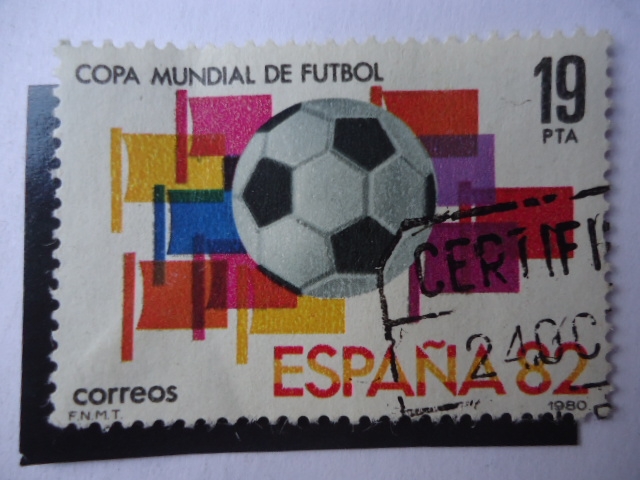 COPA MUNDIAL DE FUTBOL
19
PTA
CERTIFI
ESPAÑA 82
correos
F.N.M.T.
1980